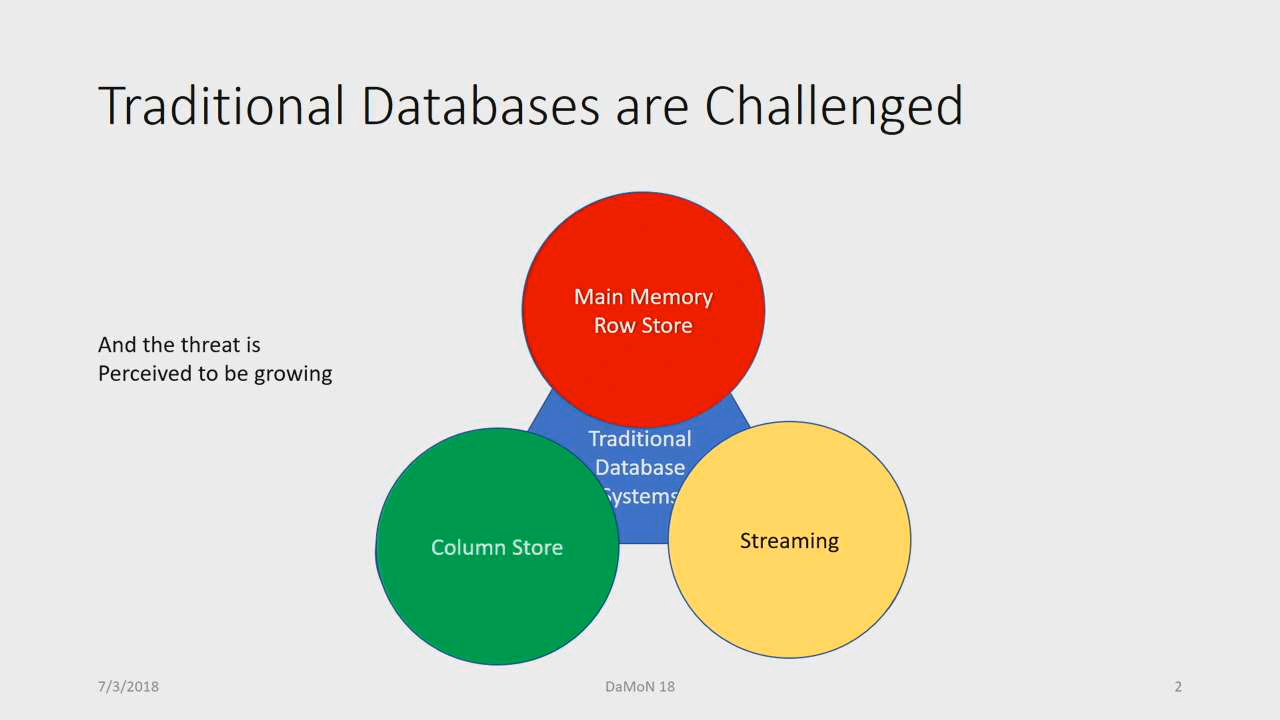 Traditional Databases are Challenged
Main Memory
Row Store
And the threat is
Perceived to be growing
Traditional
Database
Systems
Column Store
Streaming
7/3/2018
DaMoN 18
2